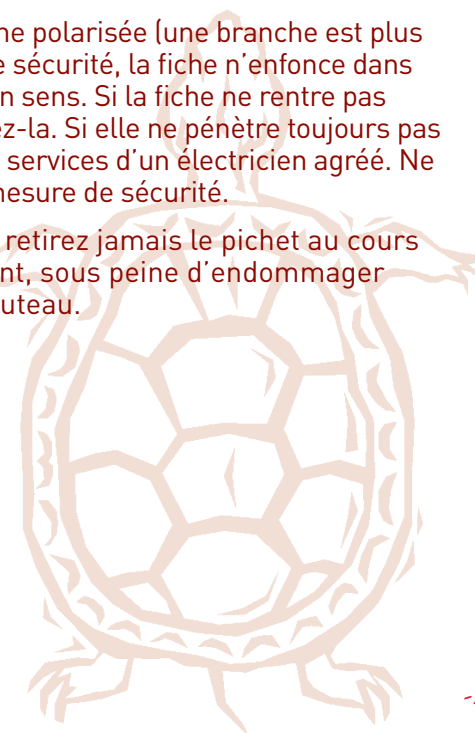 ne polarisée (une branche est plus
e sécurité, la fiche n’enfonce dans
n sens. Si la fiche ne rentre pas
ez-la. Si elle ne pénètre toujours pas
services d’un électricien agréé. Ne
mesure de sécurité.
retirez jamais le pichet au cours
nt, sous peine d’endommager
uteau.